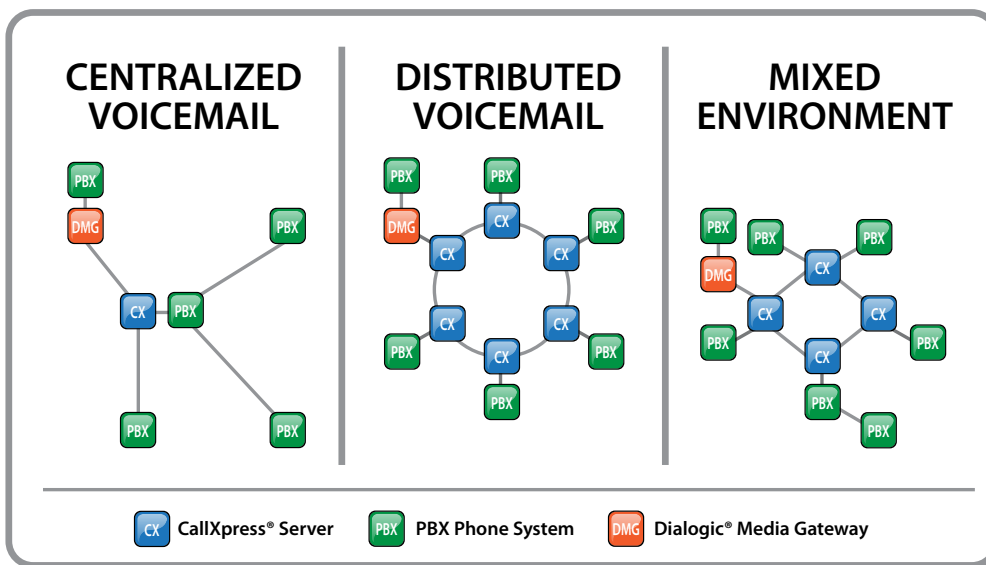 CENTRALIZED
VOICEMAIL
PBX
DMG
PBX
CX
PBX
PBX
PBX
DISTRIBUTED
VOICEMAIL
PBX
PBX
DMG
CX
PBX
CX
CX
CX
CX
PBX
CX
PBX
PBX
MIXED
ENVIRONMENT
PBX
PBX
PBX
DMG
CX
CX
CX
PBX
PBX
CX
PBX
PBX
CX CallXpress® Server
PBX PBX Phone System
DMG Dialogic® Media Gateway